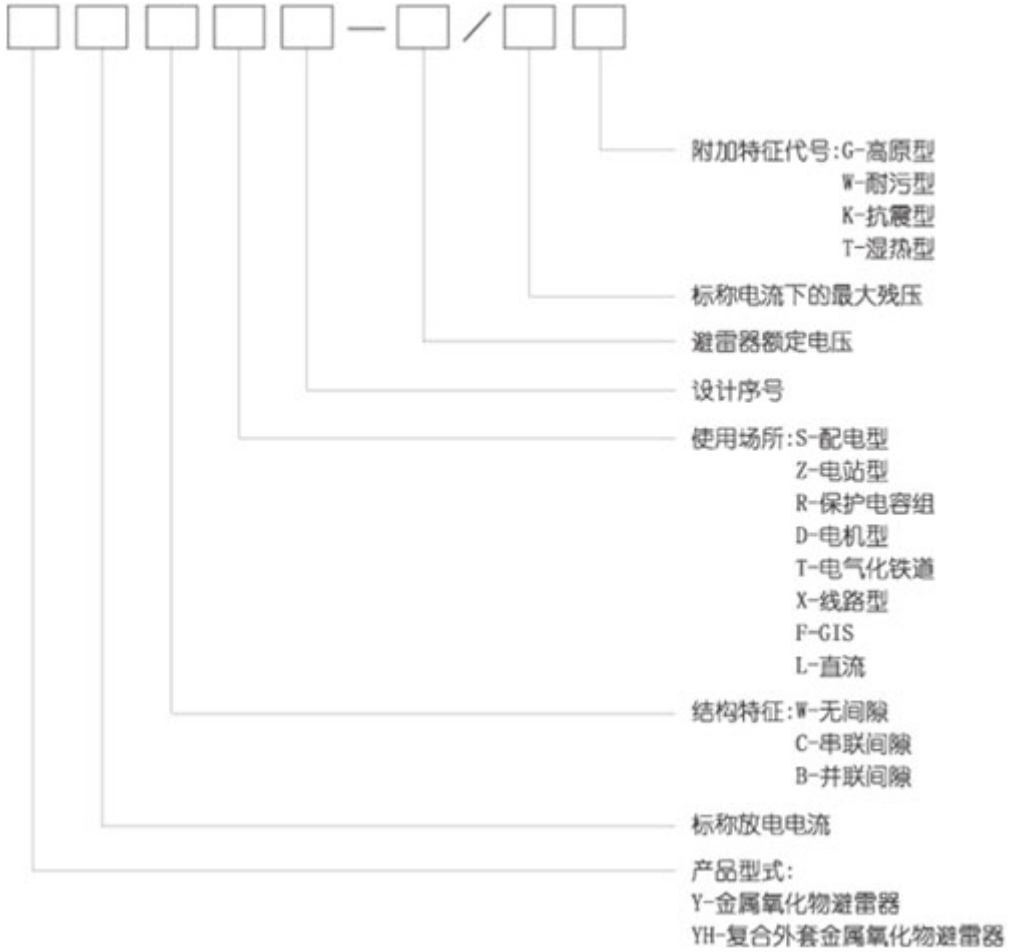 附加特征代号:G-高原型
W-耐污型
K-抗震型
T-湿热型
标称电流下的最大残压
避雷器额定电压
设计序号
使用场所:S-配电型
Z-电站型
R-保护电容组
D-电机型
T-电气化铁道
X-线路型
F-GIS
L-直流
结构特征:W-无间隙
C-串联间隙
B-并联间隙
标称放电电流
产品型式:
Y-金属氧化物避雷器
YH-复合外套金属氧化物避雷器